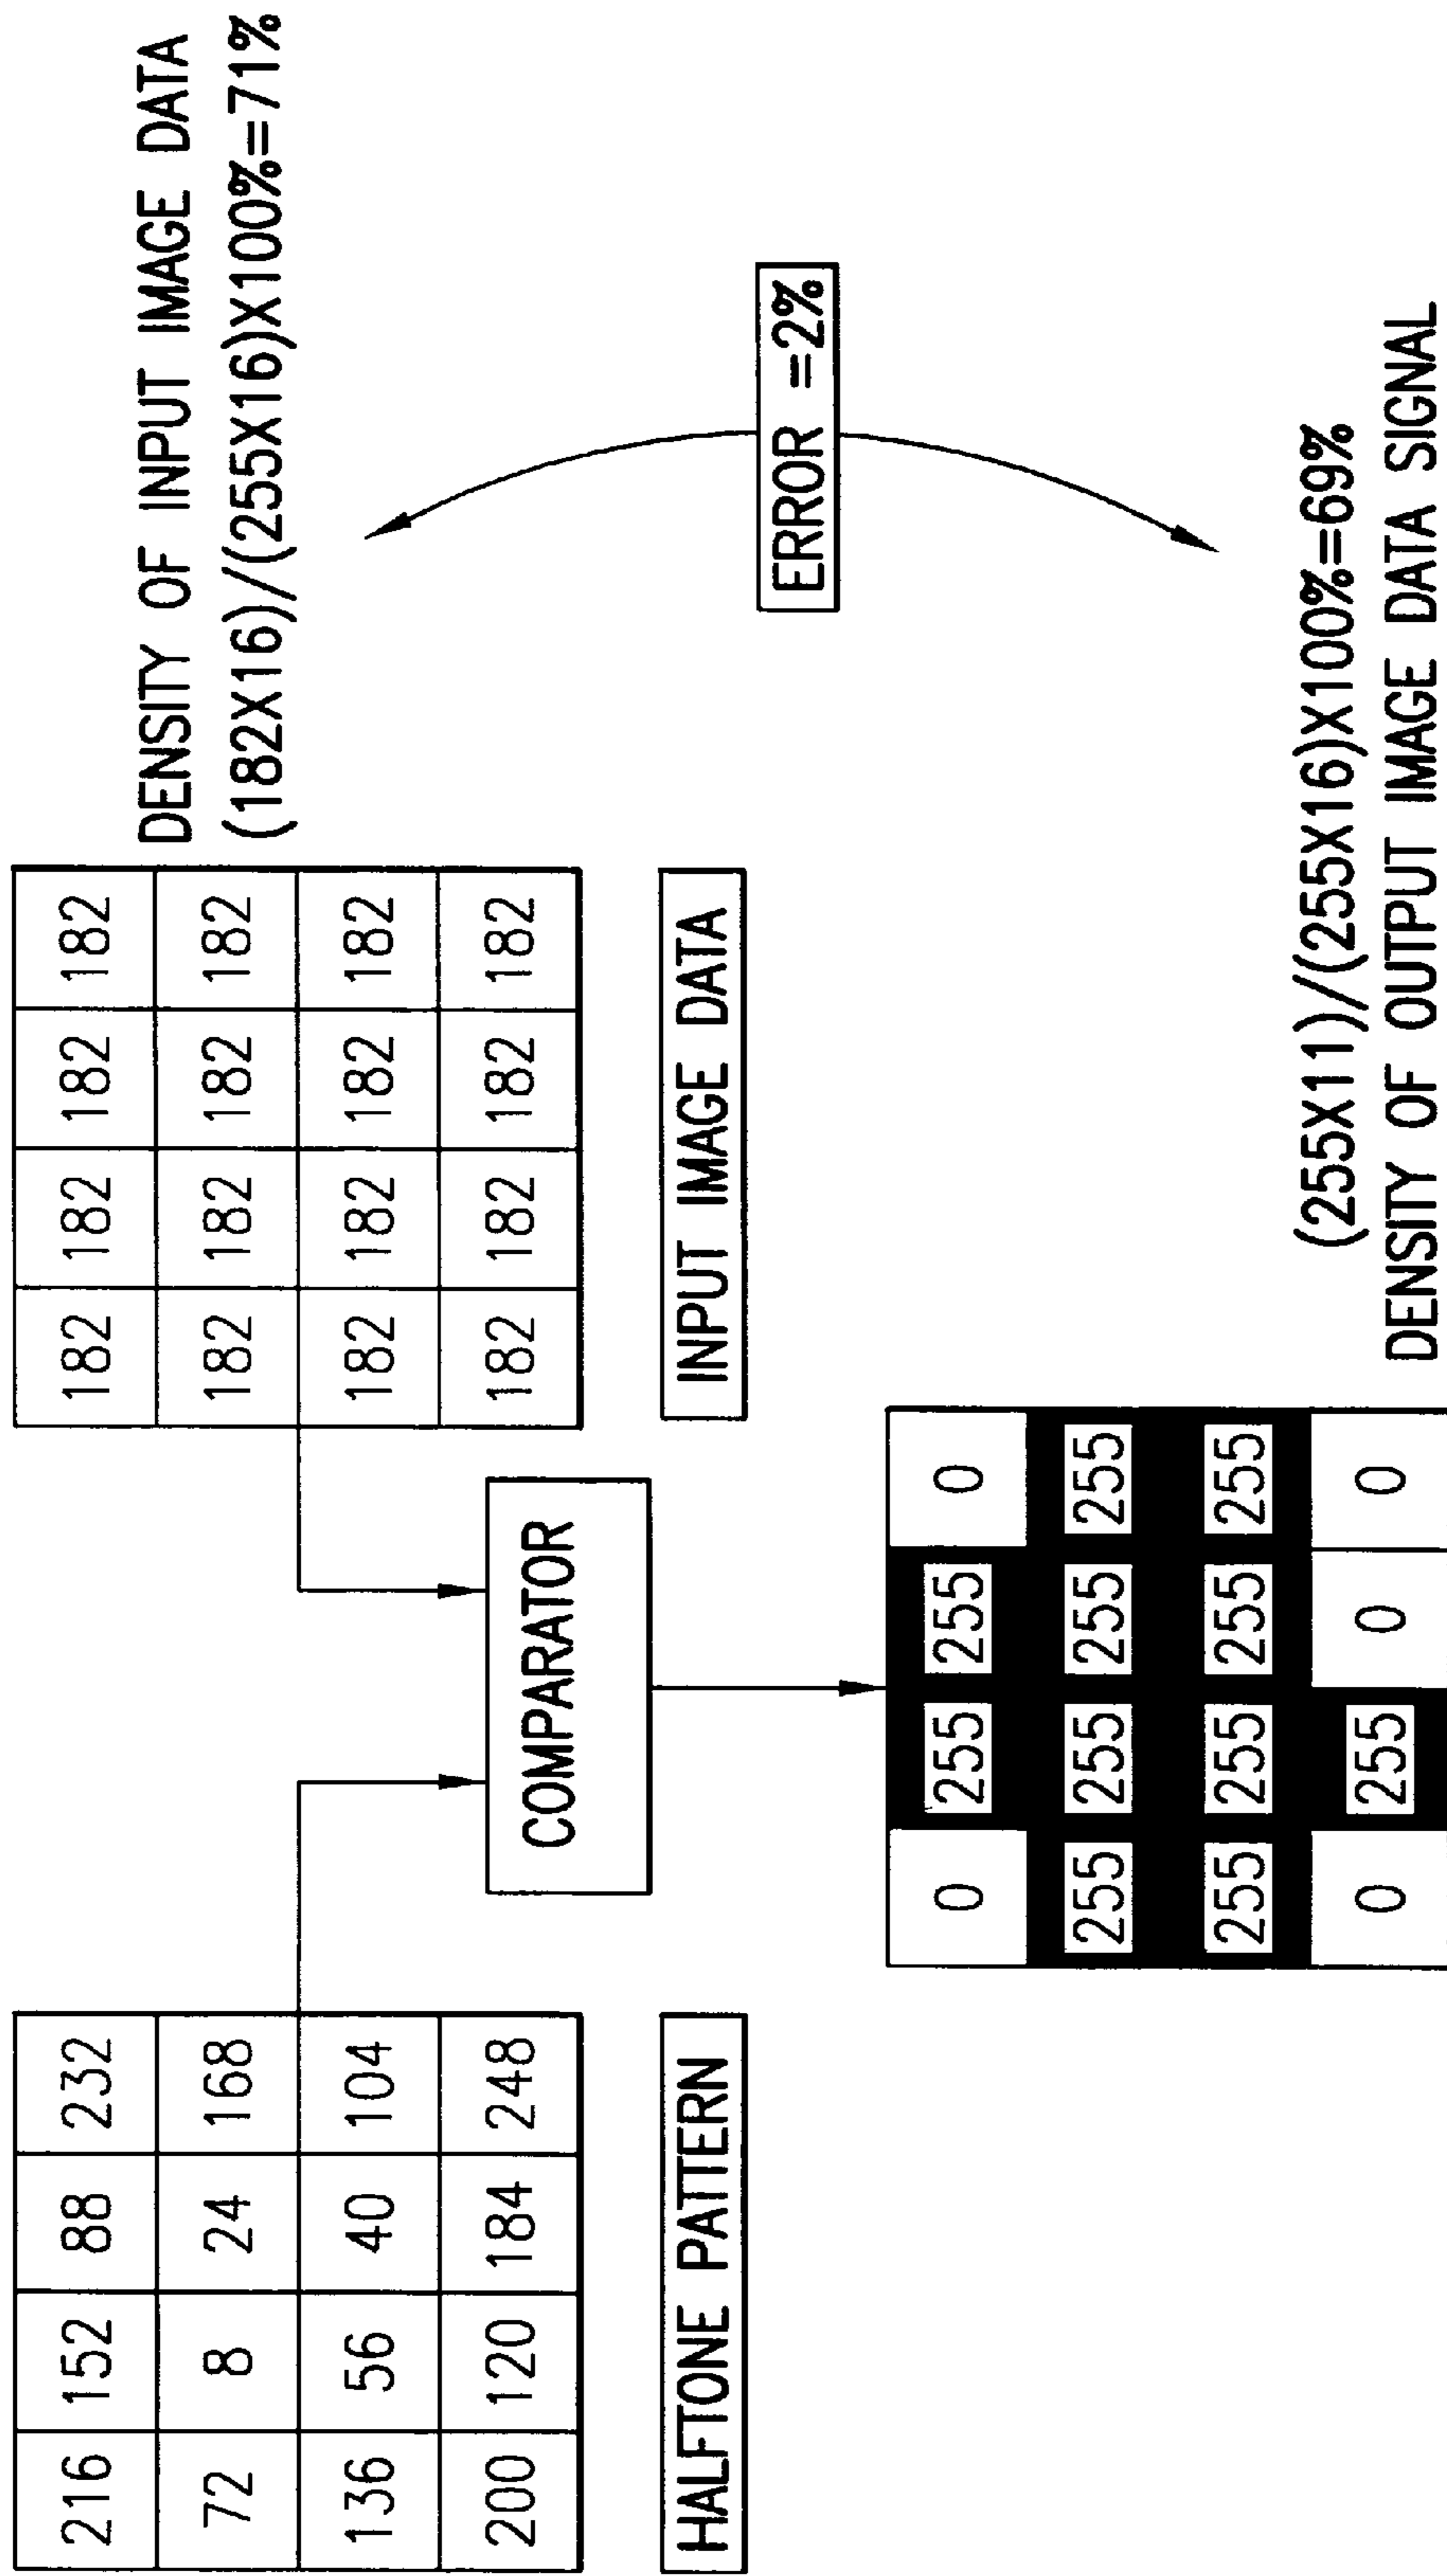 216 152 88 232
72 8 24 168
136 56 40 104
200 120 184 248
HALFTONE PATTERN
182 182 182 182
182 182 182 182
182 182 182 182
182 182 182 182
INPUT IMAGE DATA
DENSITY OF INPUT IMAGE DATA
(182X16)/(255X16)X100%=71%
COMPARATOR
ERROR =2%
0 255 255 0
255 255 255 255
255 255 255 255
0 255 0 0
(255X11)/(255X16)X100%=69%
DENSITY OF OUTPUT IMAGE DATA SIGNAL